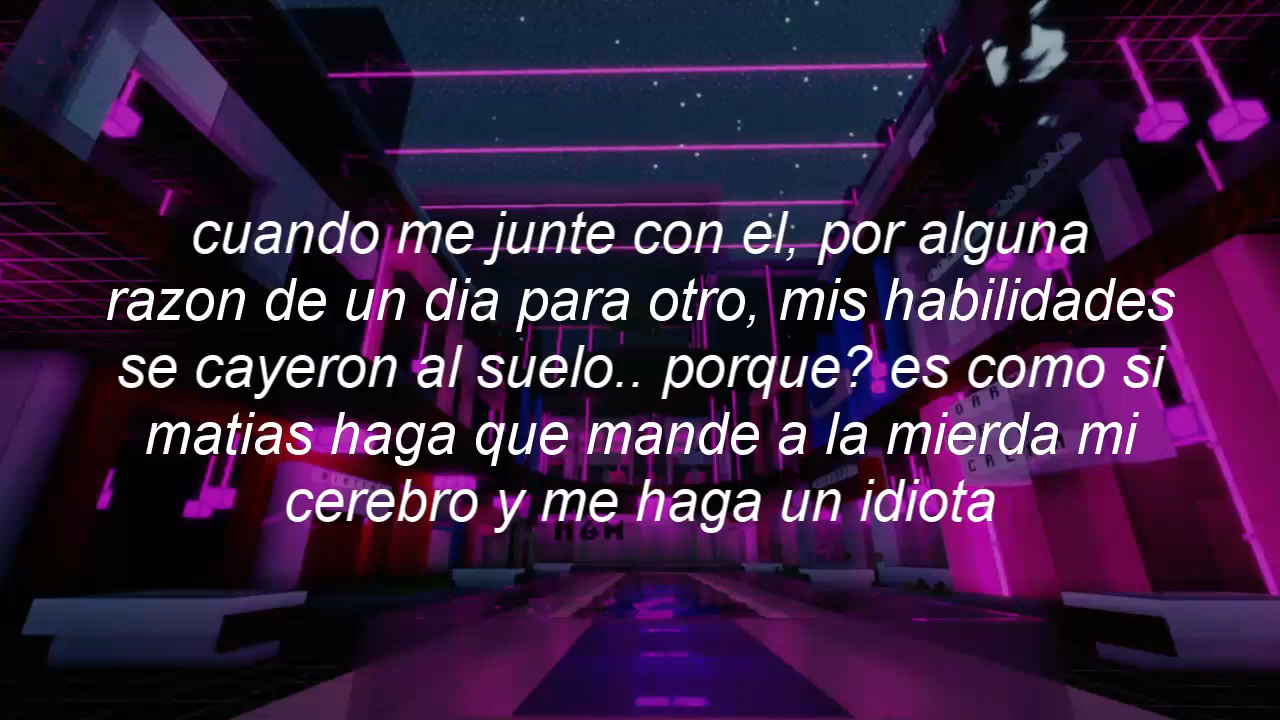 cuando me junte con el, por alguna
razon de un dia para otro, mis habilidades
se cayeron al suelo.. porque? es como si
matias haga que mande a la mierda mi
cerebro y me haga un idiota